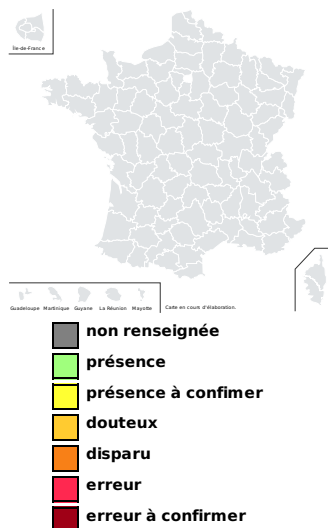 Île-de-France
Guadeloupe Martinique Guyane La Réunion Mayotte Carte en cours d'élaboration.
non renseignée
présence
présence à confimer
douteux
disparu
erreur
erreur à confirmer